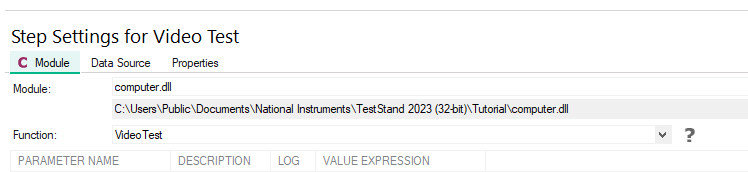 Step Settings for Video Test
C Module Data Source Properties
Module: computer.dll
C:\Users\Public\Documents\National Instruments\TestStand 2023 (32-bit)\Tutorial\computer.dll
Function: VideoTest ?
PARAMETER NAME DESCRIPTION LOG VALUE EXPRESSION